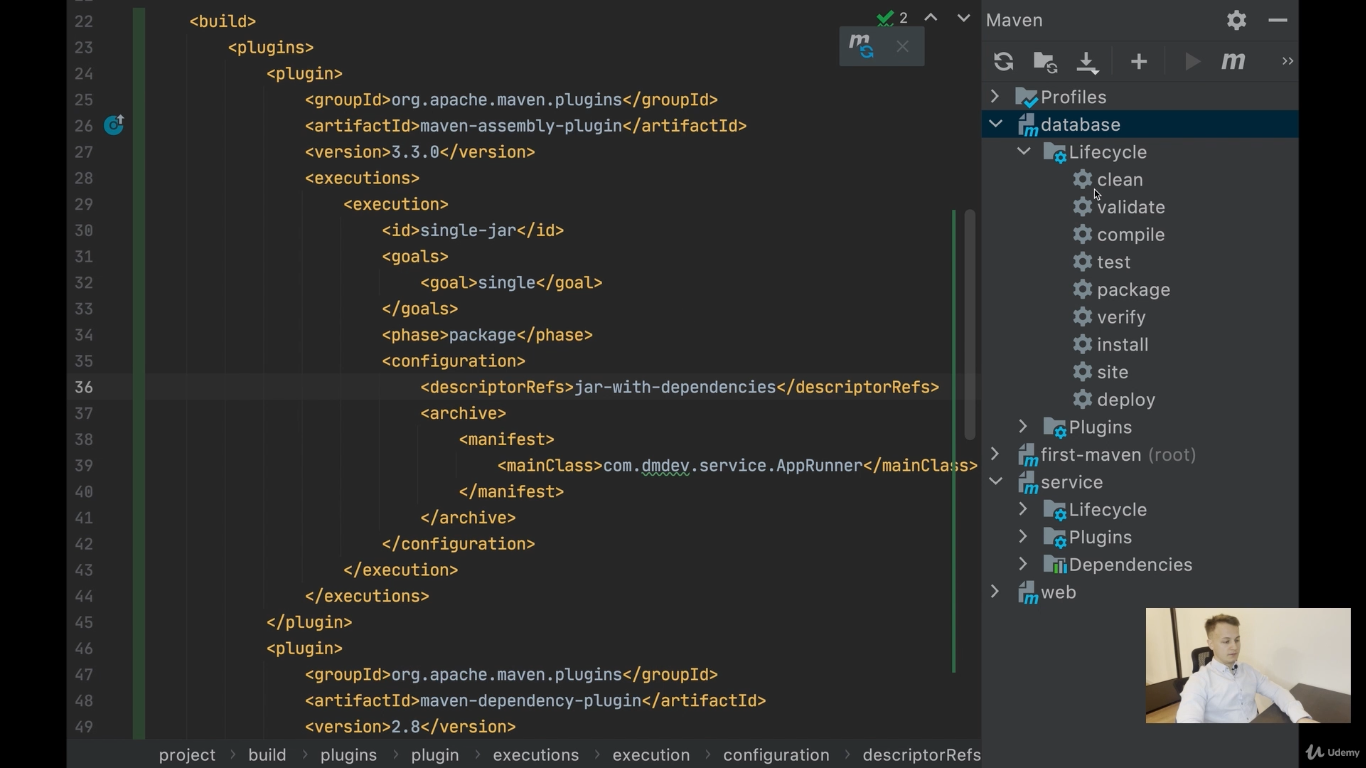 22 <build>
23 <plugins>
24 <plugin>
25 <groupId>org.apache.maven.plugins</groupId>
26 <artifactId>maven-assembly-plugin</artifactId>
27 <version>3.3.0</version>
28 <executions>
29 <execution>
30 <id>single-jar</id>
31 <goals>
32 <goal>single</goal>
33 </goals>
34 <phase>package</phase>
35 <configuration>
36 <descriptorRefs>jar-with-dependencies</descriptorRefs>
37 <archive>
38 <manifest>
39 <mainClass>com.dmdev.service.AppRunner</mainClass>
40 </manifest>
41 </archive>
42 </configuration>
43 </execution>
44 </executions>
45 </plugin>
46 <plugin>
47 <groupId>org.apache.maven.plugins</groupId>
48 <artifactId>maven-dependency-plugin</artifactId>
49 <version>2.8</version>
project > build > plugins > plugin > executions > execution > configuration > descriptorRefs
2
m
Maven
m
Profiles
database
Lifecycle
clean
validate
compile
test
package
verify
install
site
deploy
Plugins
first-maven (root)
service
Lifecycle
Plugins
Dependencies
web
Udemy